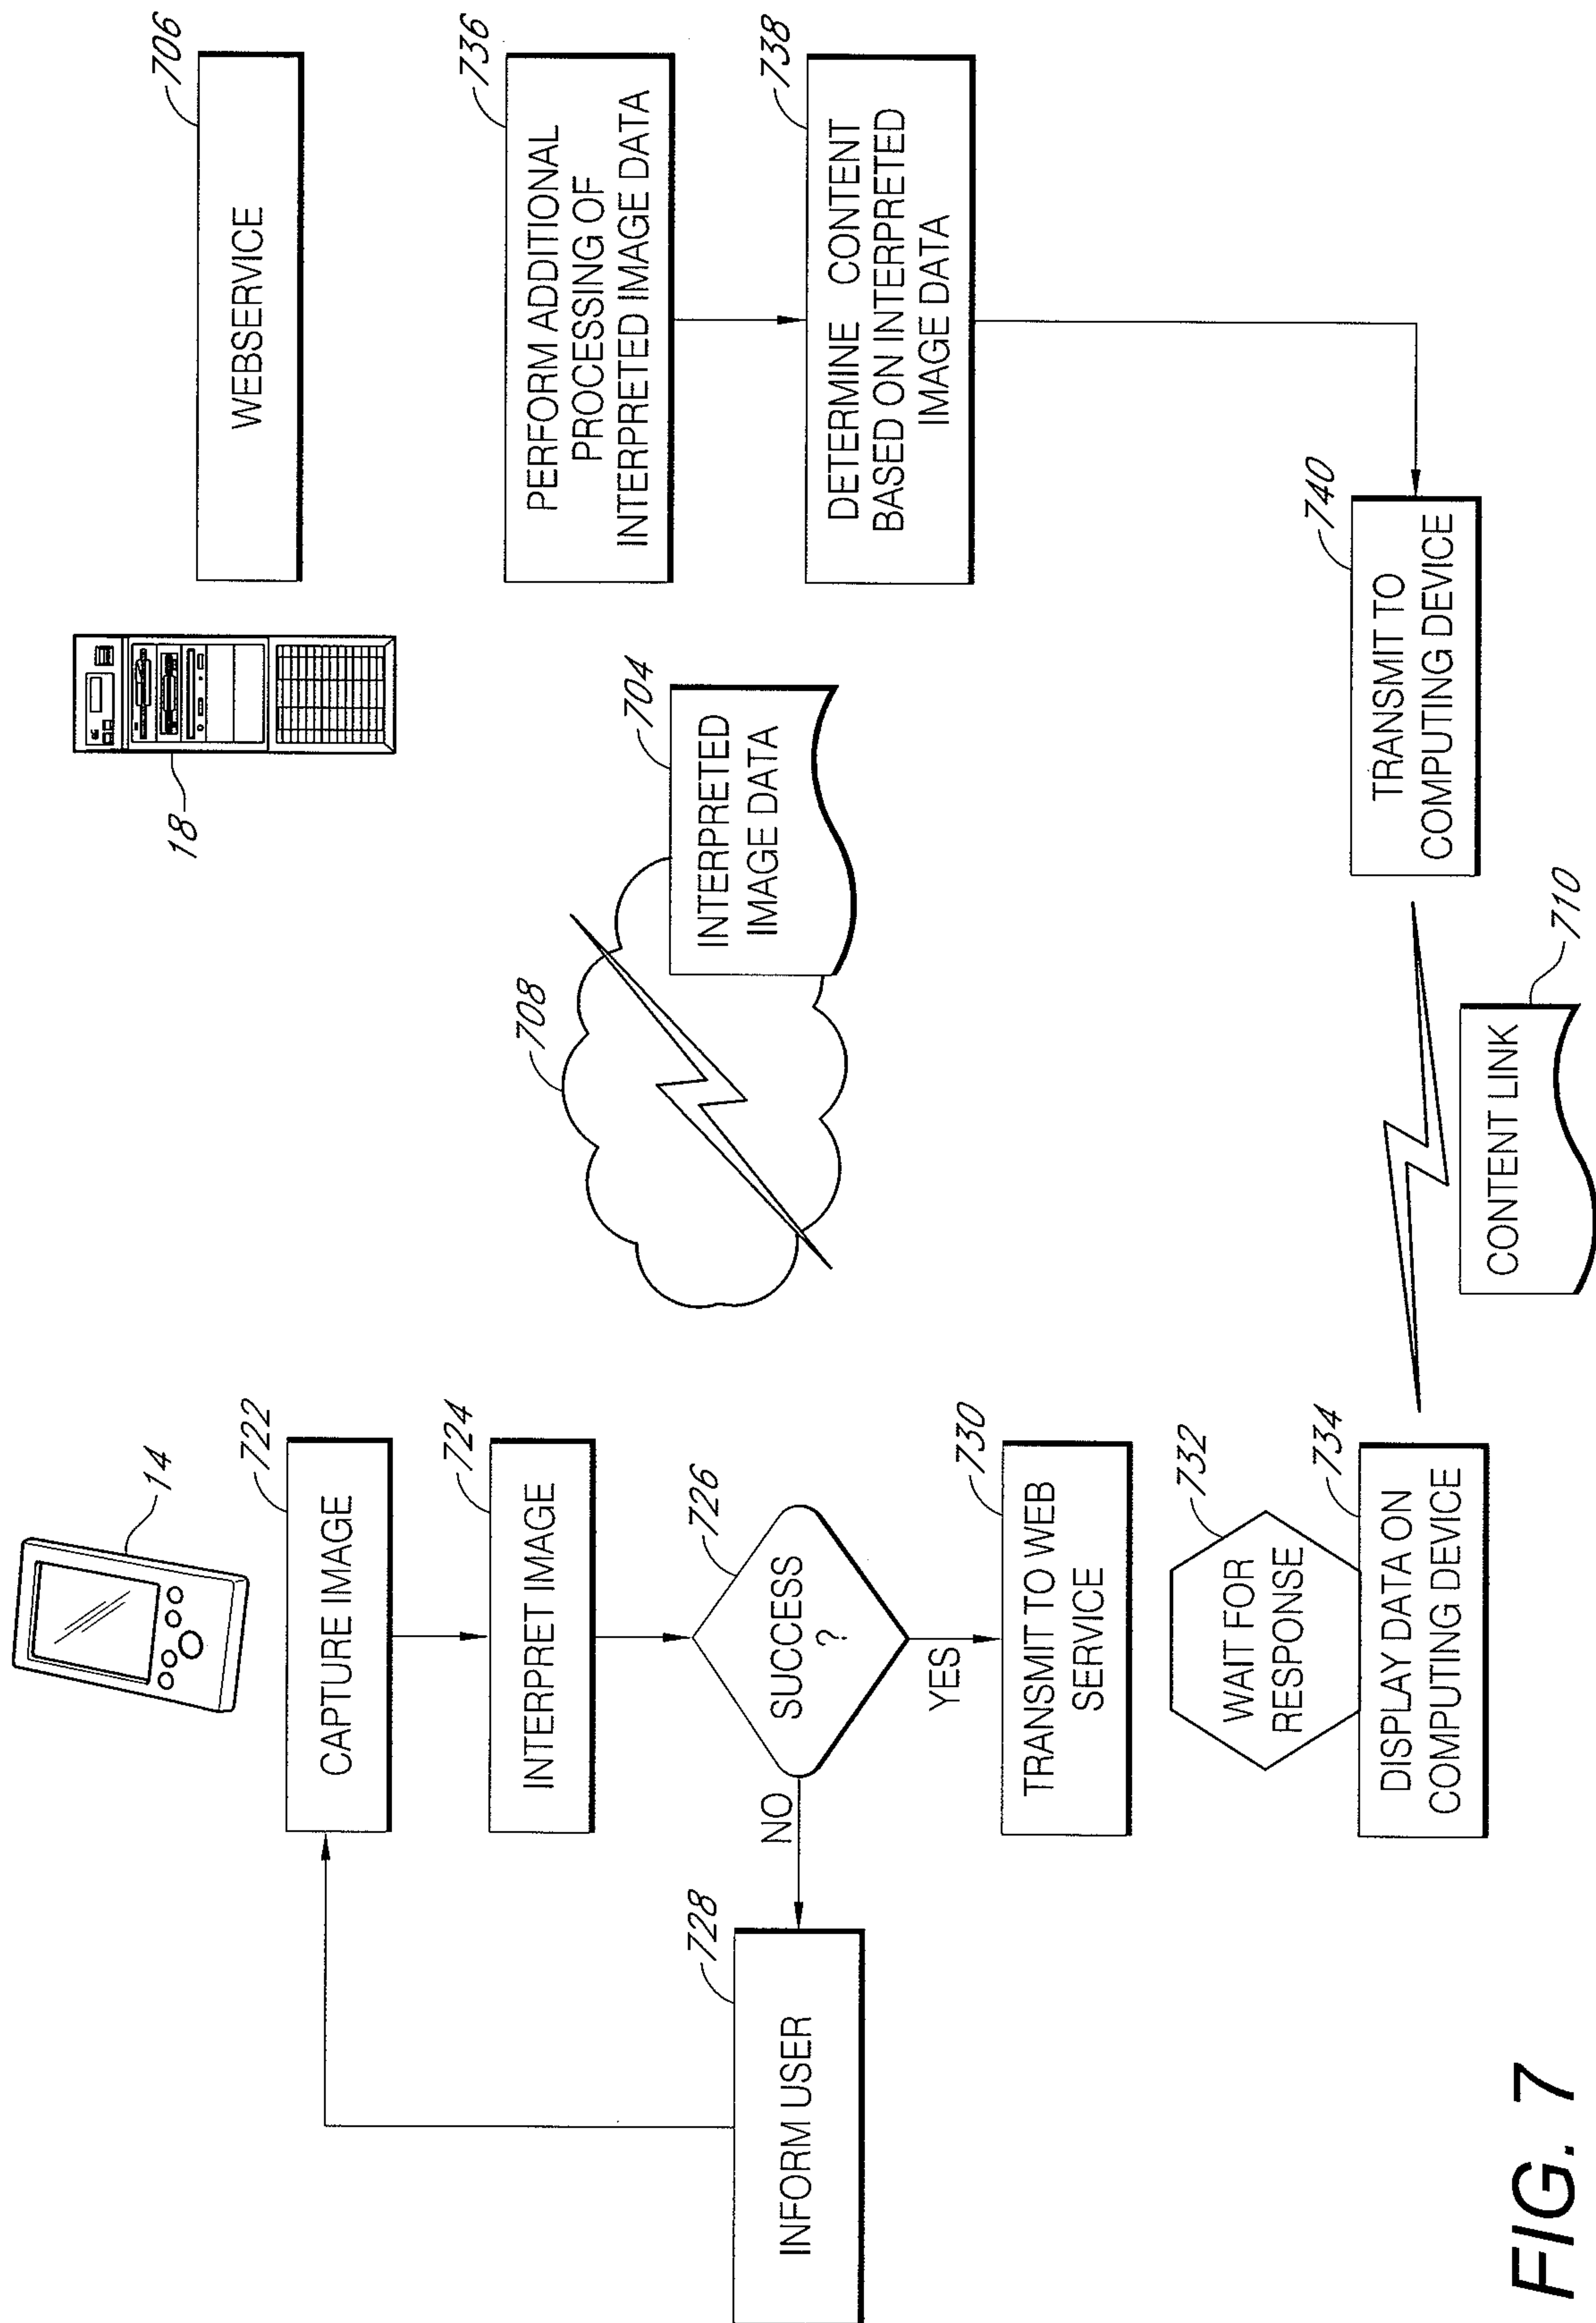 14
722
CAPTURE IMAGE
724
INTERPRET IMAGE
726
SUCCESS
?
NO
YES
728
INFORM USER
730
TRANSMIT TO WEB
SERVICE
732
WAIT FOR
RESPONSE
734
DISPLAY DATA ON
COMPUTING DEVICE
708
704
INTERPRETED
IMAGE DATA
710
CONTENT LINK
18
706
WEBSERVICE
736
PERFORM ADDITIONAL
PROCESSING OF
INTERPRETED IMAGE DATA
738
DETERMINE CONTENT
BASED ON INTERPRETED
IMAGE DATA
740
TRANSMIT TO
COMPUTING DEVICE
FIG. 7